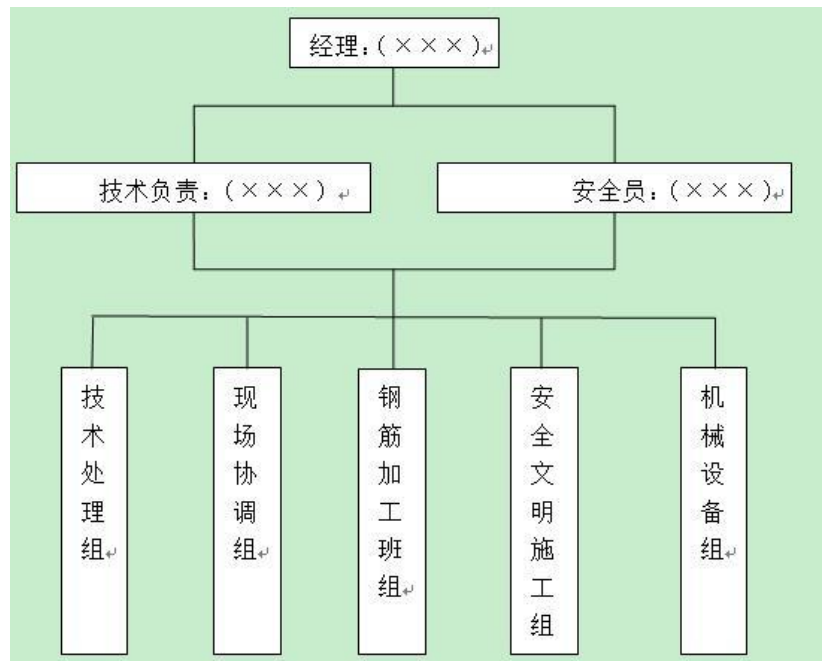 经理：(×××)
技术负责：(×××)
安全员：(×××)
技术处理组
现场协调组
钢筋加工班组
安全文明施工组
机械设备组